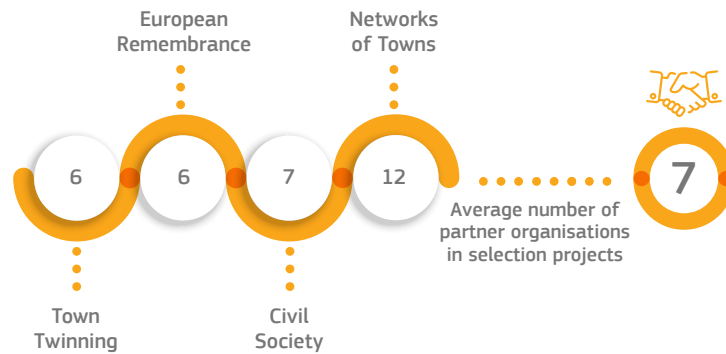 European
Remembrance
Networks
of Towns
6
6
7
12
7
Average number of
partner organisations
in selection projects
Town
Twinning
Civil
Society